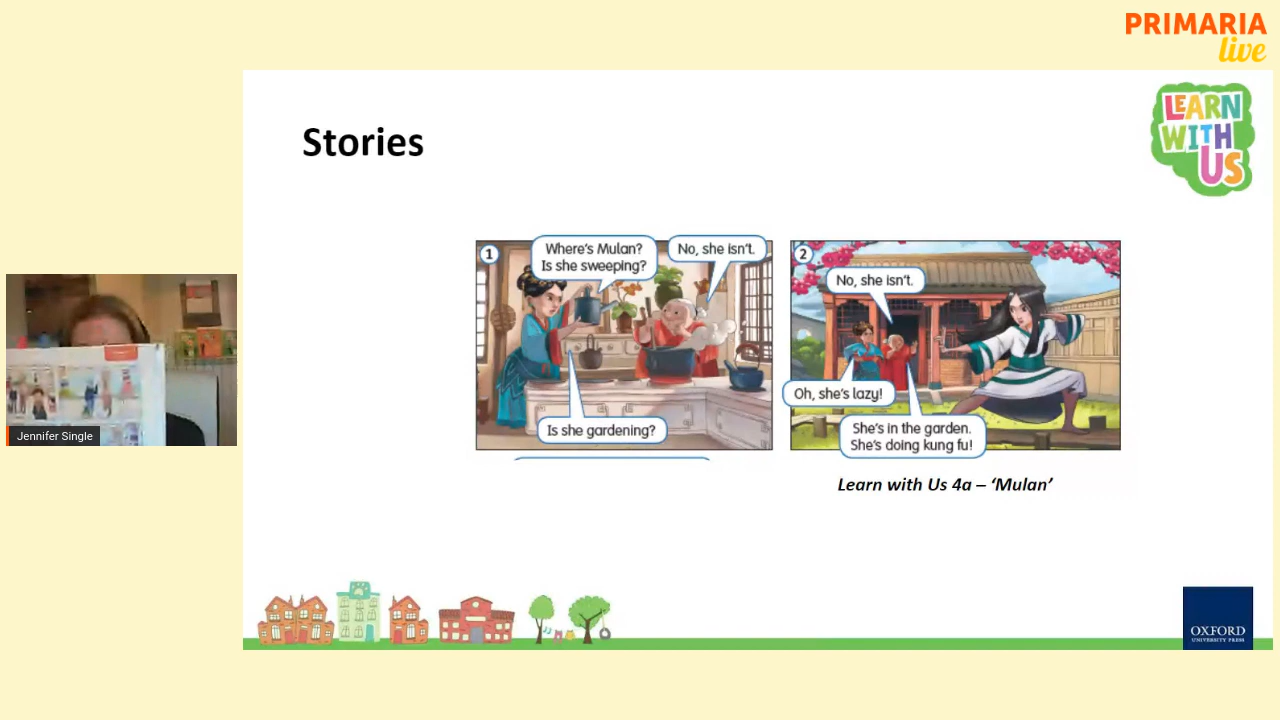 PRIMARIA
live
LEARN
WITH
US
Stories
1
Where's Mulan?
Is she sweeping?
No, she isn't.
Is she gardening?
2
No, she isn't.
Oh, she's lazy!
She's in the garden.
She's doing kung fu!
Learn with Us 4a – 'Mulan'
Jennifer Single
OXFORD
UNIVERSITY PRESS